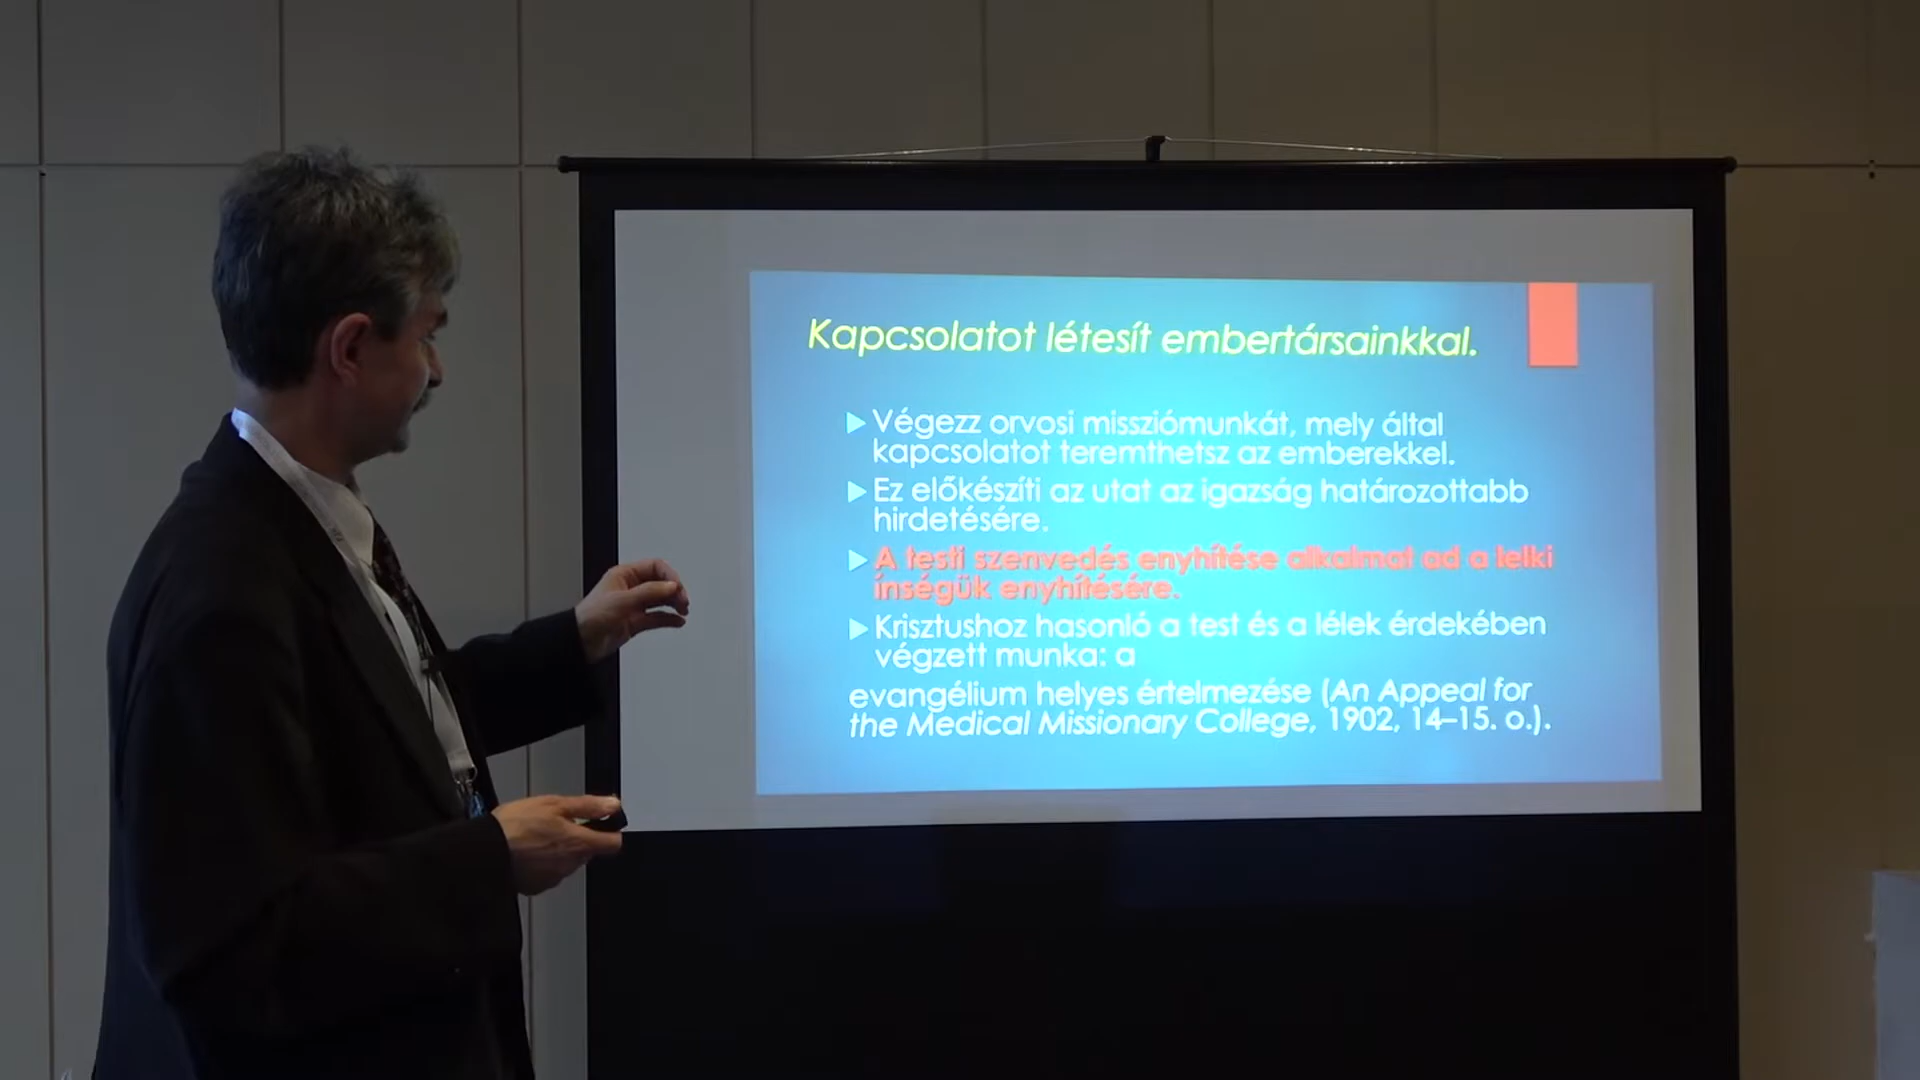 Kapcsolatot létesít embertársainkkal.
Végezz orvosi missziómunkát, mely által
kapcsolatot teremthetsz az emberekkel.
Ez előkészíti az utat az igazság határozottabb
hirdetésére.
A testi szenvedés enyhítése alkalmat ad a lelki
ínségük enyhítésére.
Krisztushoz hasonló a test és a lélek érdekében
végzett munka: a
evangélium helyes értelmezése (An Appeal for
the Medical Missionary College, 1902, 14–15. o.).